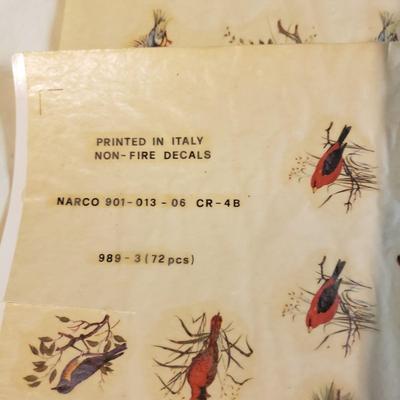 PRINTED IN ITALY
NON-FIRE DECALS
NARCO 901-013-06 CR-4B
989-3 (72 pcs)